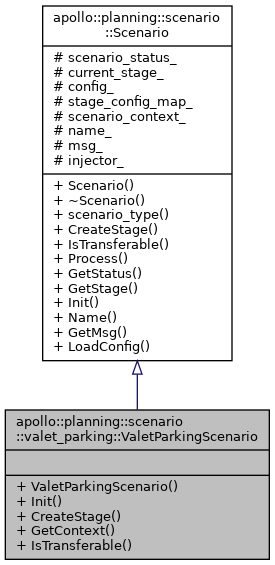 apollo::planning::scenario
::Scenario
# scenario_status_
# current_stage_
# config_
# stage_config_map_
# scenario_context_
# name_
# msg_
# injector_
+ Scenario()
+ ~Scenario()
+ scenario_type()
+ CreateStage()
+ IsTransferable()
+ Process()
+ GetStatus()
+ GetStage()
+ Init()
+ Name()
+ GetMsg()
+ LoadConfig()
apollo::planning::scenario
::valet_parking::ValetParkingScenario
+ ValetParkingScenario()
+ Init()
+ CreateStage()
+ GetContext()
+ IsTransferable()